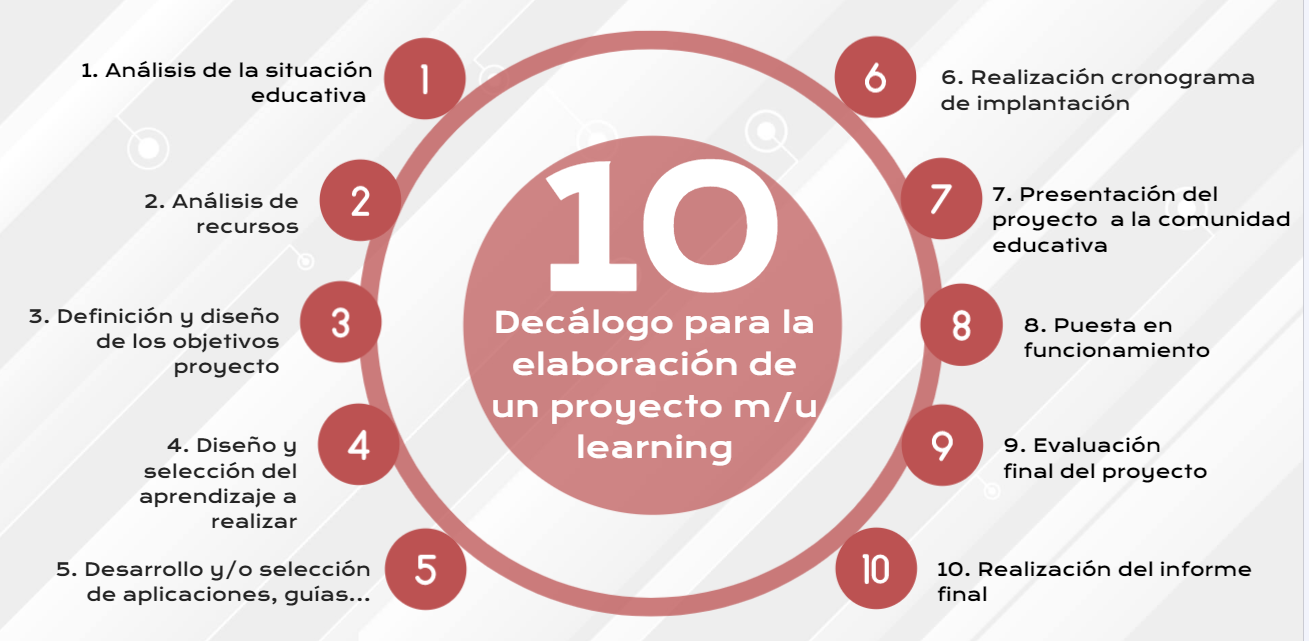 1. Análisis de la situación
educativa
1
2. Análisis de
recursos
2
3. Definición y diseño
de los objetivos
proyecto
3
4. Diseño y
selección del
aprendizaje a
realizar
4
5. Desarrollo y/o selección
de aplicaciones, guías...
5
10
Decálogo para la
elaboración de
un proyecto m/u
learning
6
6. Realización cronograma
de implantación
7
7. Presentación del
proyecto a la comunidad
educativa
8
8. Puesta en
funcionamiento
9
9. Evaluación
final del proyecto
10
10. Realización del informe
final